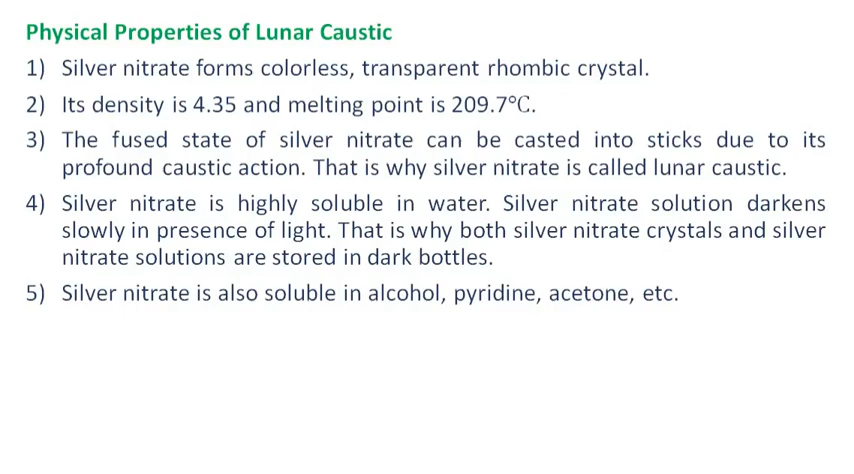 Physical Properties of Lunar Caustic
1) Silver nitrate forms colorless, transparent rhombic crystal.
2) Its density is 4.35 and melting point is 209.7°C.
3) The fused state of silver nitrate can be casted into sticks due to its
profound caustic action. That is why silver nitrate is called lunar caustic.
4) Silver nitrate is highly soluble in water. Silver nitrate solution darkens
slowly in presence of light. That is why both silver nitrate crystals and silver
nitrate solutions are stored in dark bottles.
5) Silver nitrate is also soluble in alcohol, pyridine, acetone, etc.